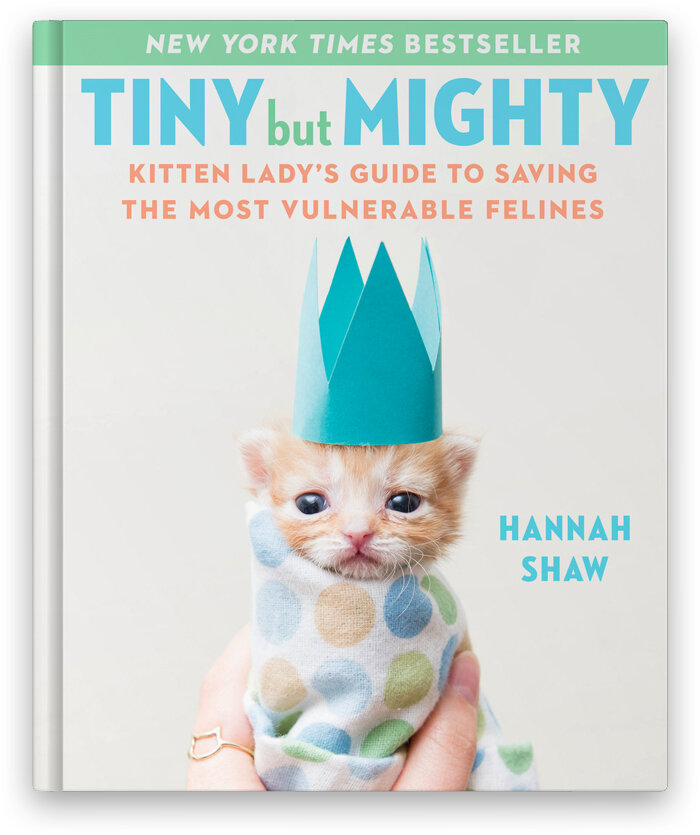 NEW YORK TIMES BESTSELLER
TINY but MIGHTY
KITTEN LADY'S GUIDE TO SAVING
THE MOST VULNERABLE FELINES
HANNAH
SHAW